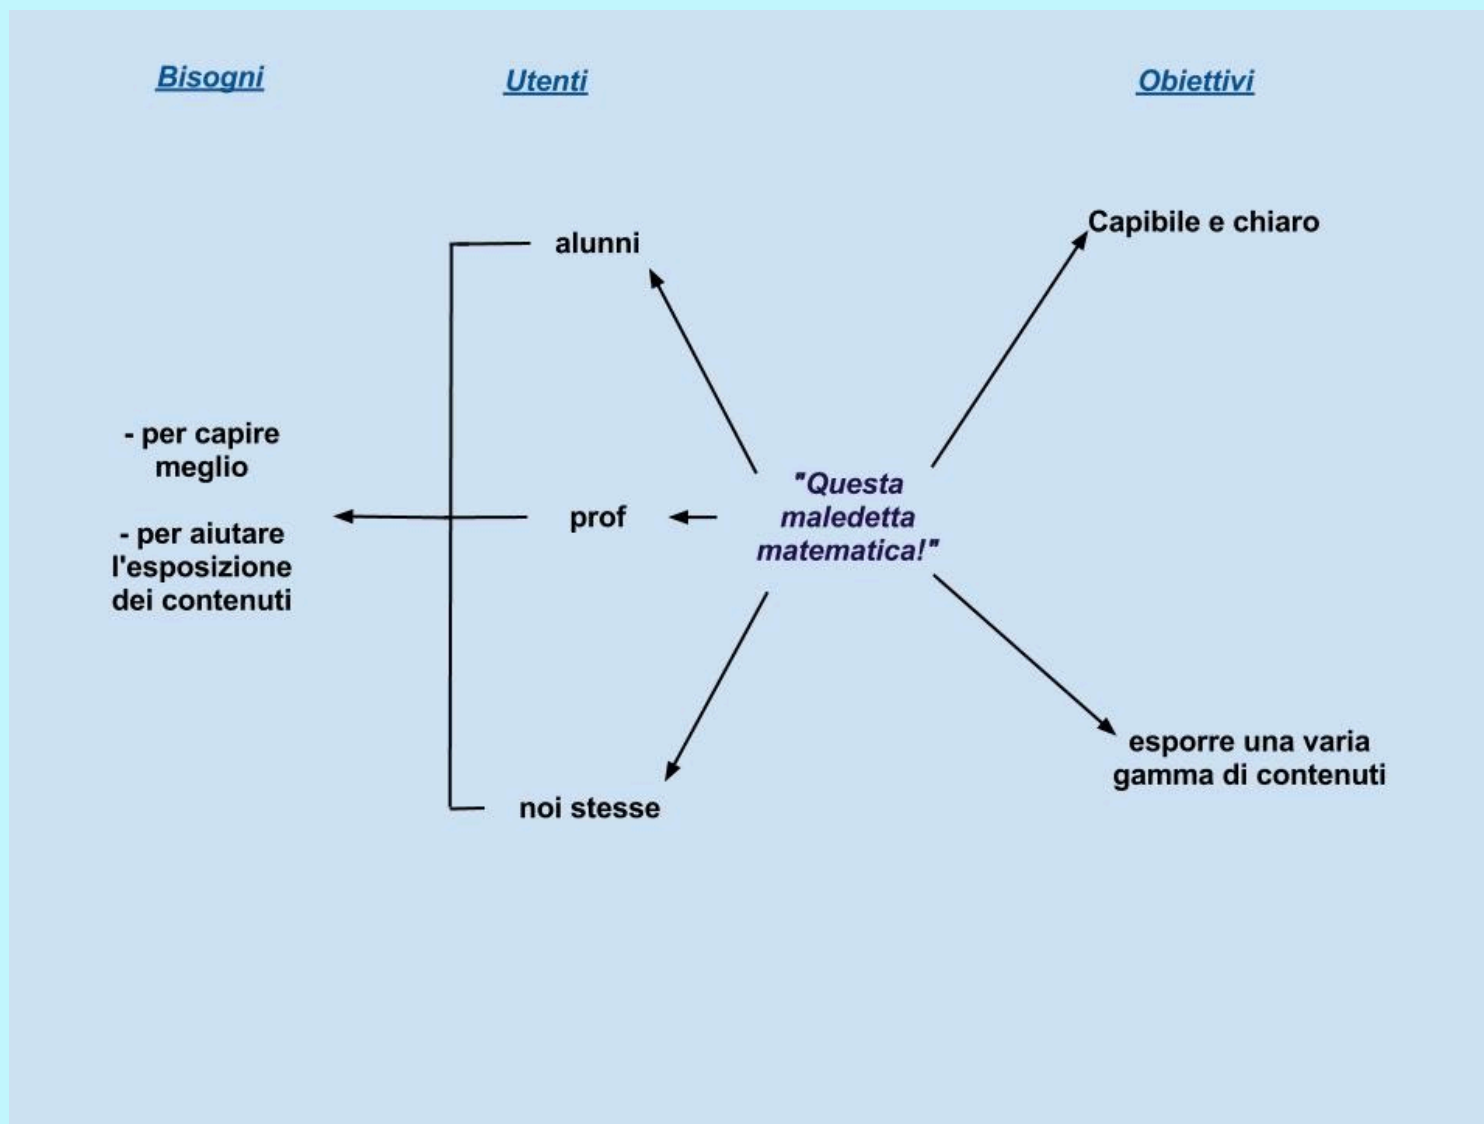 Bisogni
Utenti
Obiettivi
Capibile e chiaro
alunni
- per capire
meglio
- per aiutare
l'esposizione
dei contenuti
prof
"Questa
maledetta
matematica!"
esporre una varia
gamma di contenuti
noi stesse